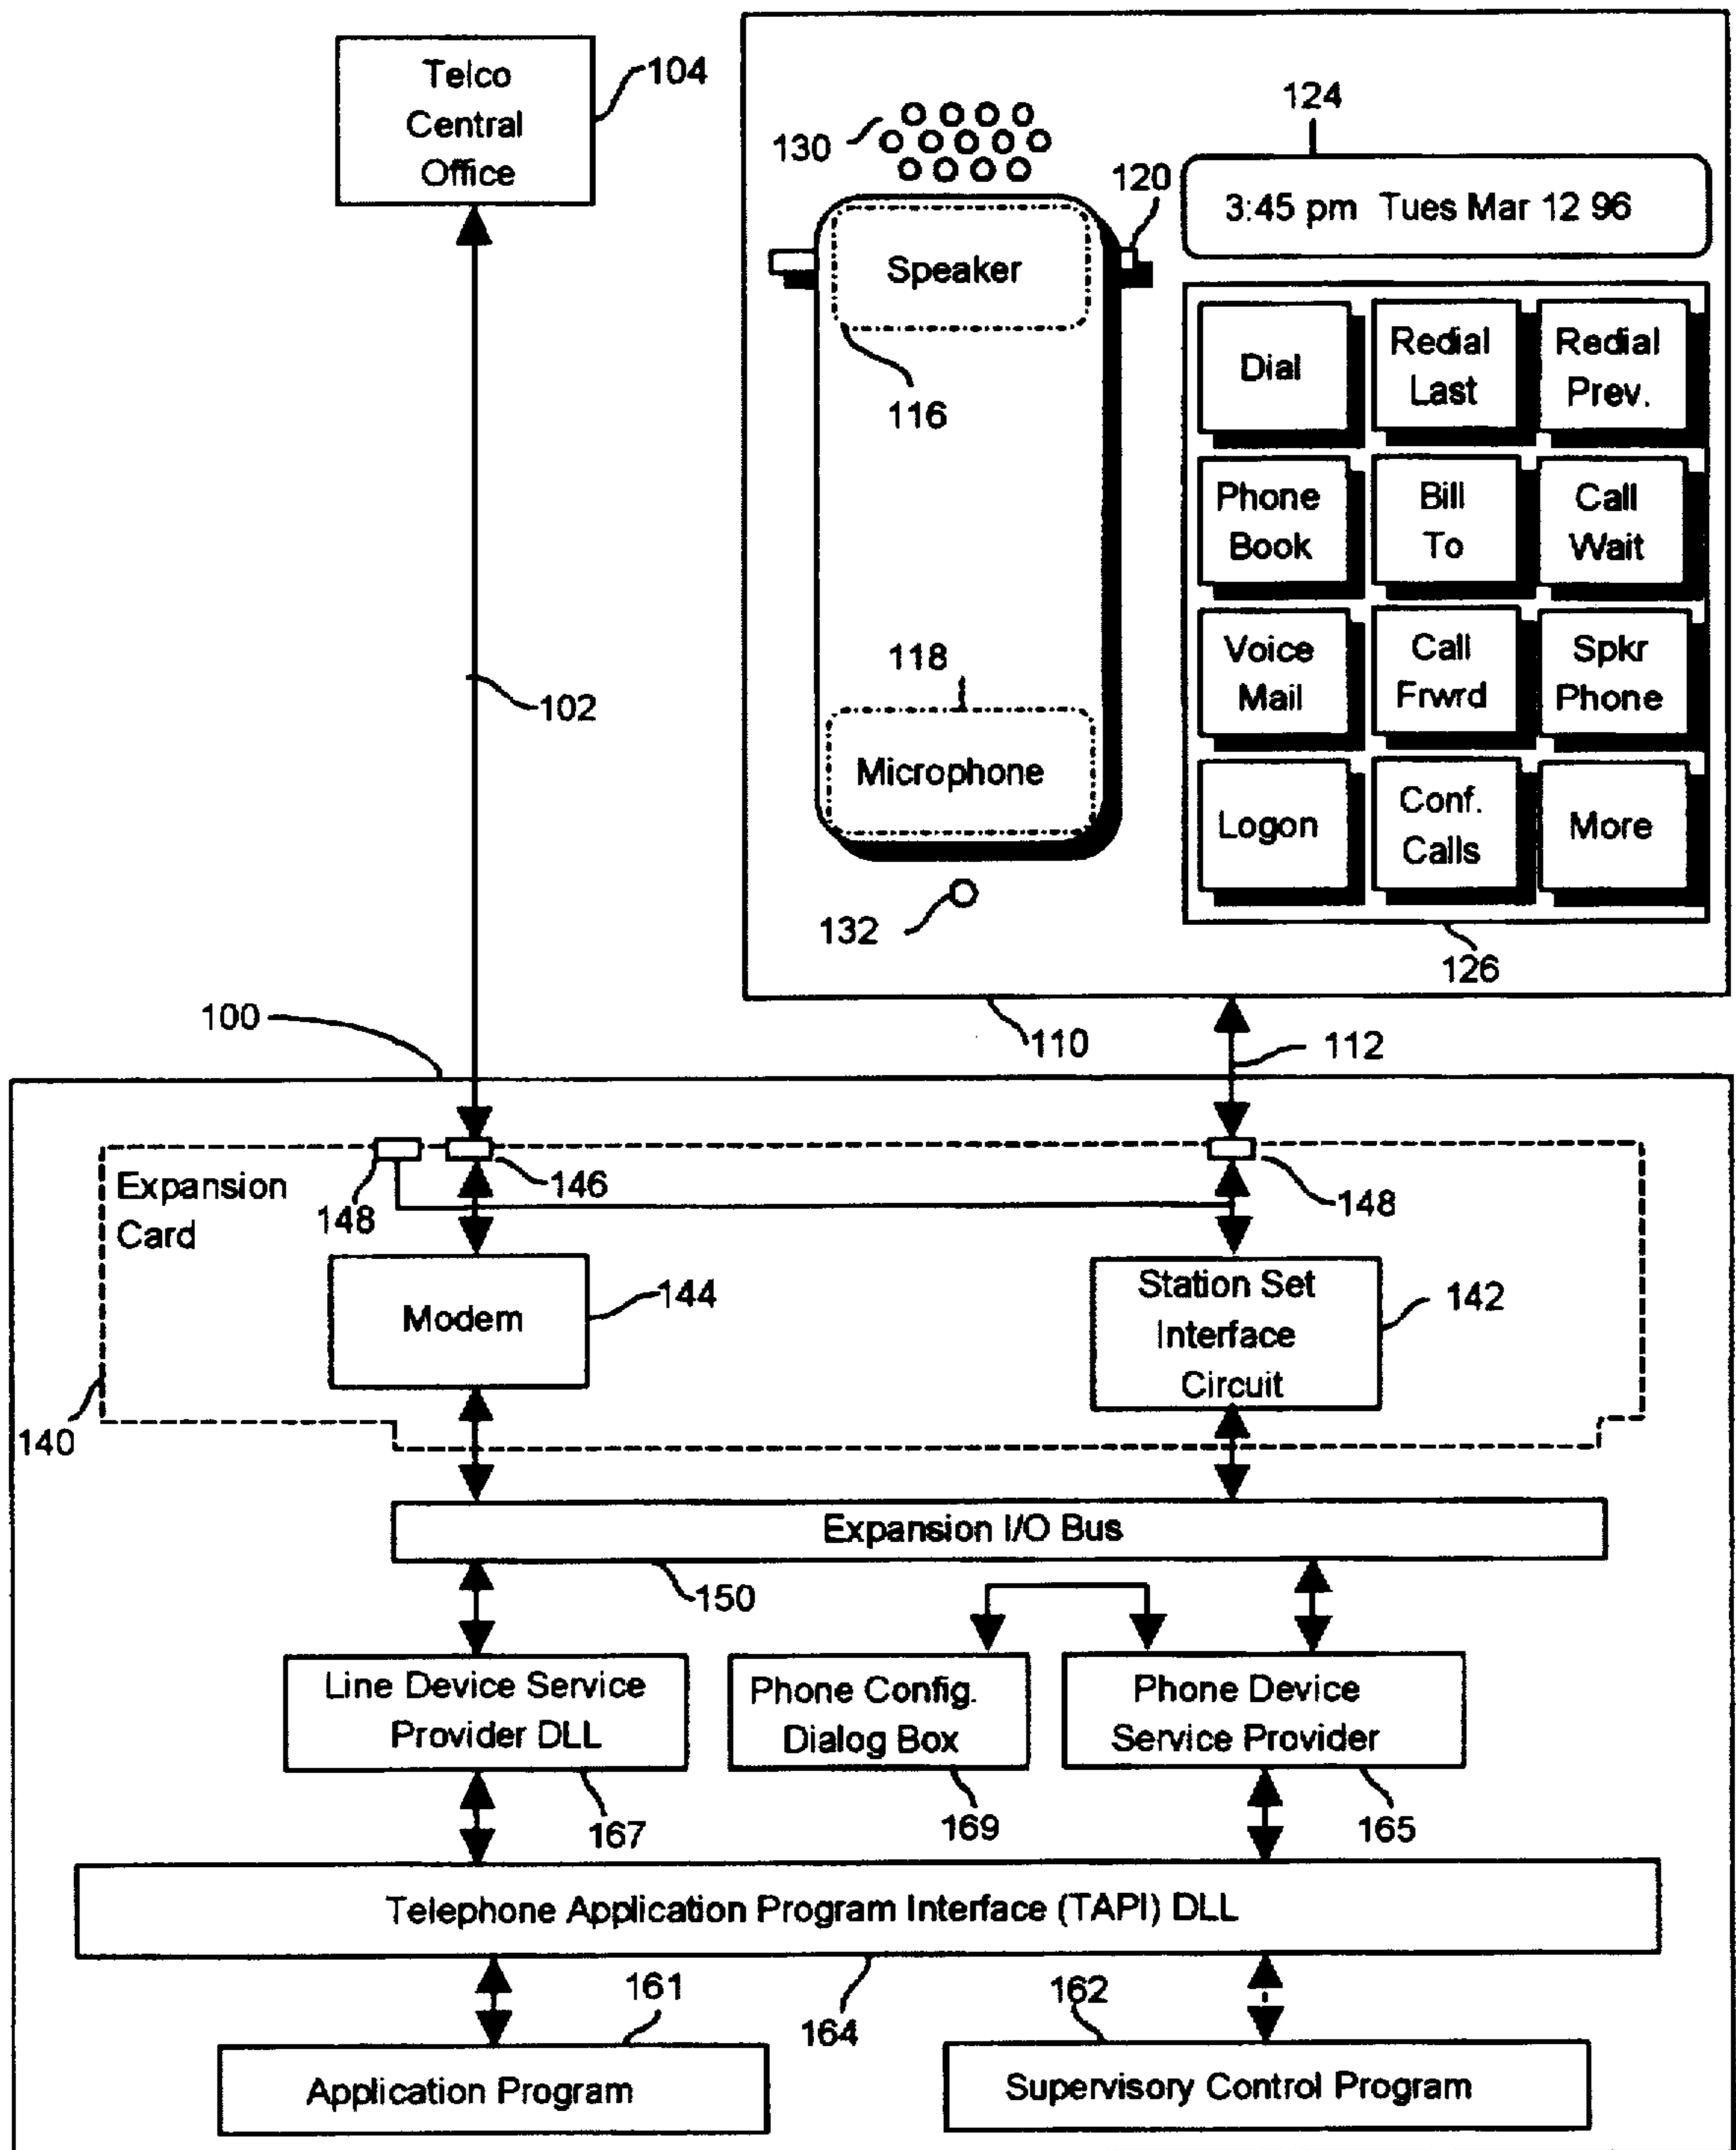 Telco
Central
Office
104
102
130
120
124
3:45 pm Tues Mar 12 96
Speaker
116
118
Microphone
132
Dial
Redial
Last
Redial
Prev.
Phone
Book
Bill
To
Call
Wait
Voice
Mail
Call
Frwrd
Spkr
Phone
Logon
Conf.
Calls
More
126
110
112
100
Expansion
Card
148
146
148
Modem
144
Station Set
Interface
Circuit
142
140
Expansion I/O Bus
150
Line Device Service
Provider DLL
167
Phone Config.
Dialog Box
169
Phone Device
Service Provider
165
Telephone Application Program Interface (TAPI) DLL
164
161
Application Program
162
Supervisory Control Program